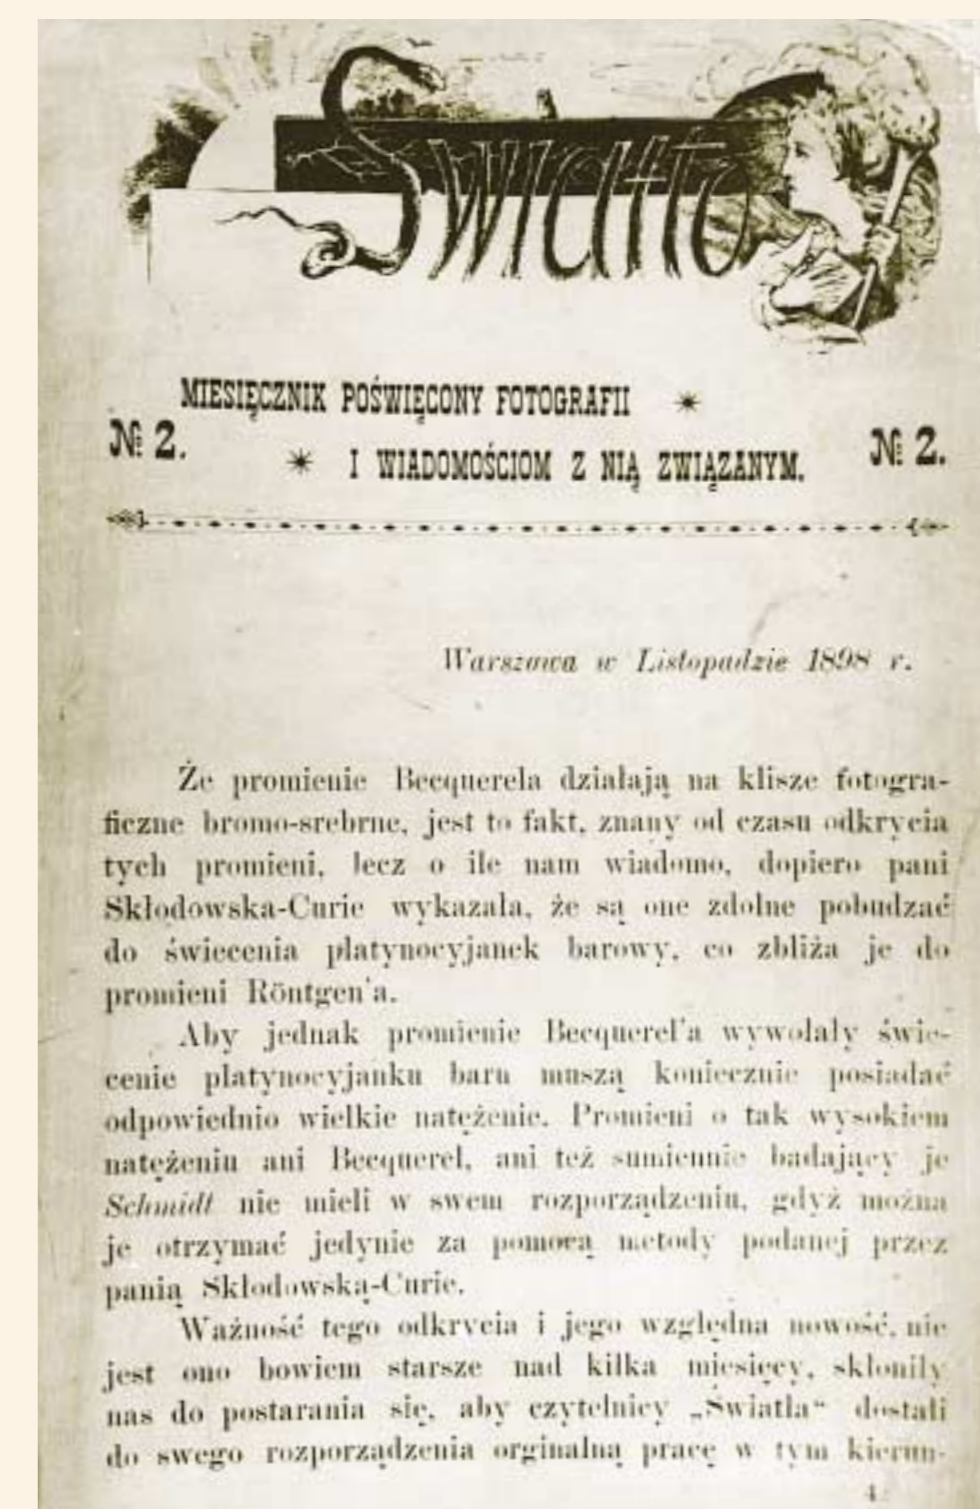 Światło
MIESIĘCZNIK POŚWIĘCONY FOTOGRAFII
№ 2.
№ 2.
I WIADOMOŚCIOM Z NIĄ ZWIĄZANYM.
Warszawa w Listopadzie 1898 r.
Że promienie Becquerela działają na klisze fotogra-
ficzne bromo-srebrne, jest to fakt, znany od czasu odkrycia
tych promieni, lecz o ile nam wiadomo, dopiero pani
Skłodowska-Curie wykazała, że są one zdolne pobudzać
do świecenia platynocyjanek barowy, co zbliża je do
promieni Röntgen'a.
Aby jednak promienie Becquerel'a wywołały świe-
cenie platynocyjanku baru muszą koniecznie posiadać
odpowiednio wielkie natężenie. Promieni o tak wysokiem
natężeniu ani Becquerel, ani też sumiennie badający je
Schmidt nie mieli w swem rozporządzeniu, gdyż można
je otrzymać jedynie za pomocą metody podanej przez
panią Skłodowską-Curie.
Ważność tego odkrycia i jego względna nowość, nie
jest ono bowiem starsze nad kilka miesięcy, skłoniły
nas do postarania się, aby czytelnicy „Światła“ dostali
do swego rozporządzenia orginalną pracę w tym kierun-
4